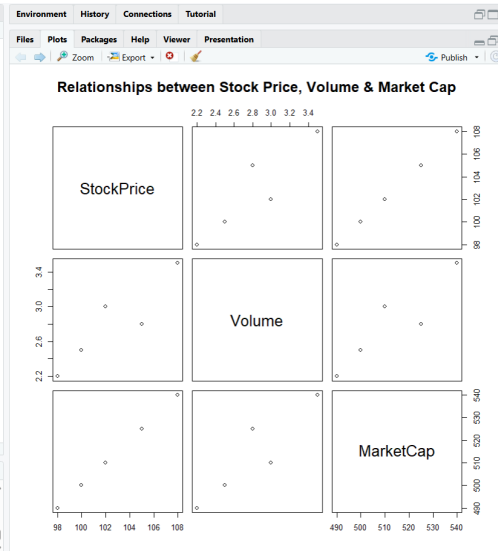 Environment History Connections Tutorial
Files Plots Packages Help Viewer Presentation
Zoom Export Publish
Relationships between Stock Price, Volume & Market Cap
2.2 2.4 2.6 2.8 3.0 3.2 3.4
StockPrice
98 100 102 104 106 108
2.2 2.6 3.0 3.4
Volume
MarketCap
490 500 510 520 530 540
98 100 102 104 106 108
490 500 510 520 530 540